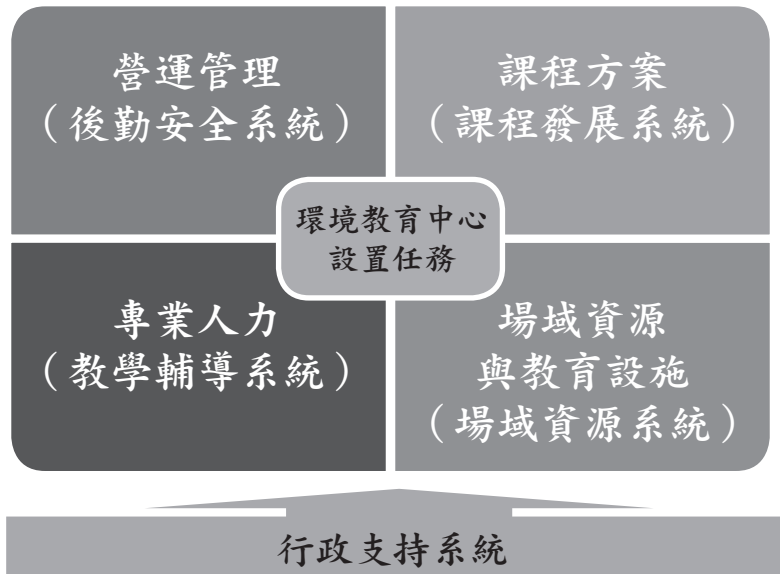 營運管理
（後勤安全系統）
課程方案
（課程發展系統）
環境教育中心
設置任務
專業人力
（教學輔導系統）
場域資源
與教育設施
（場域資源系統）
行政支持系統